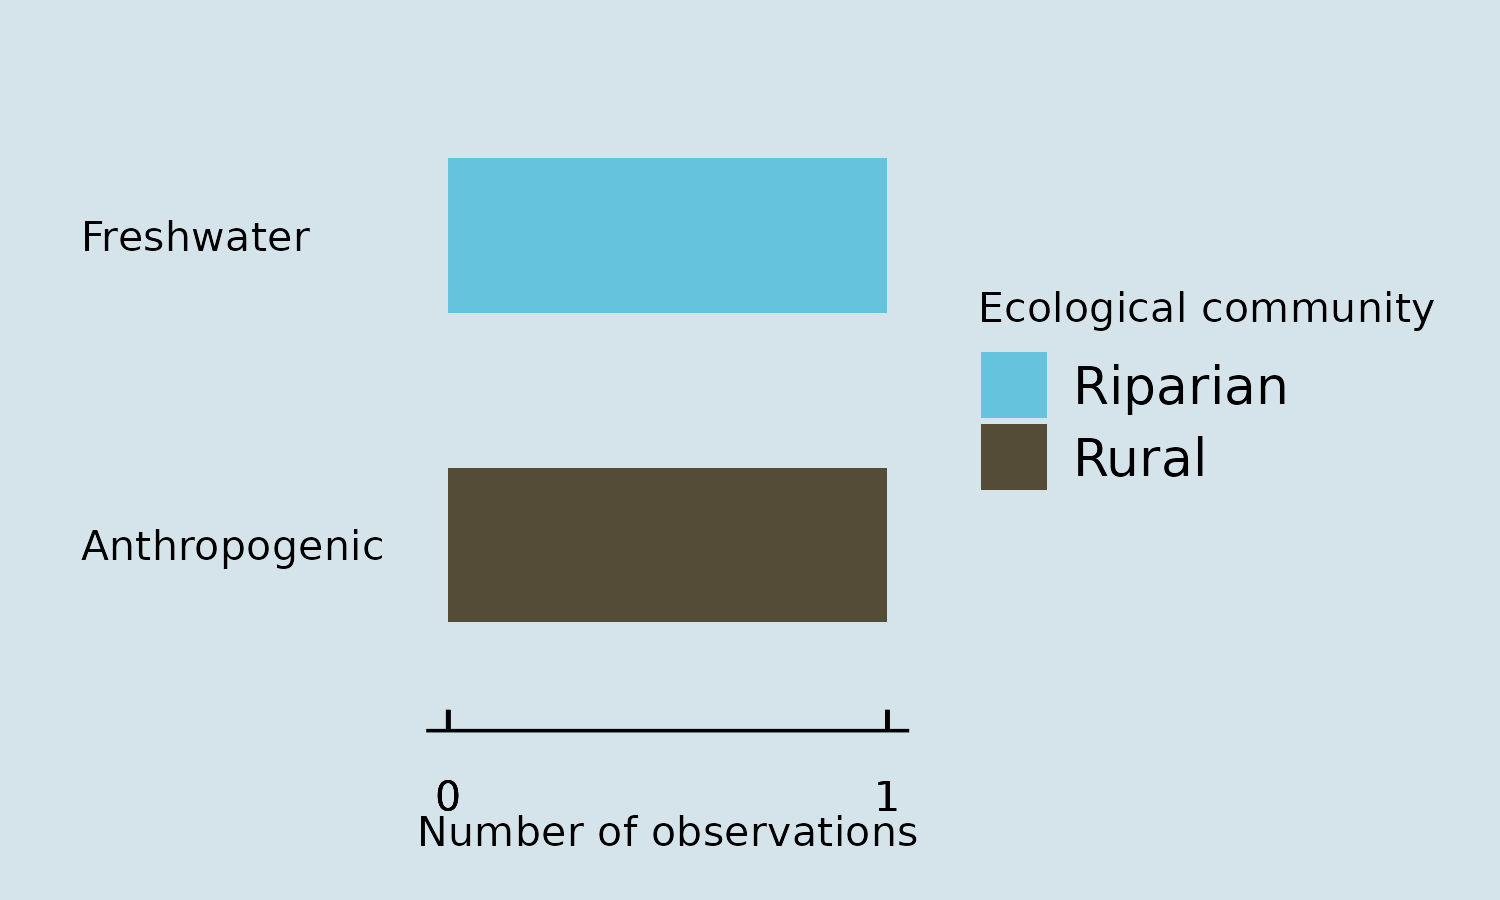 Freshwater
Anthropogenic
Ecological community
Riparian
Rural
0 1
Number of observations